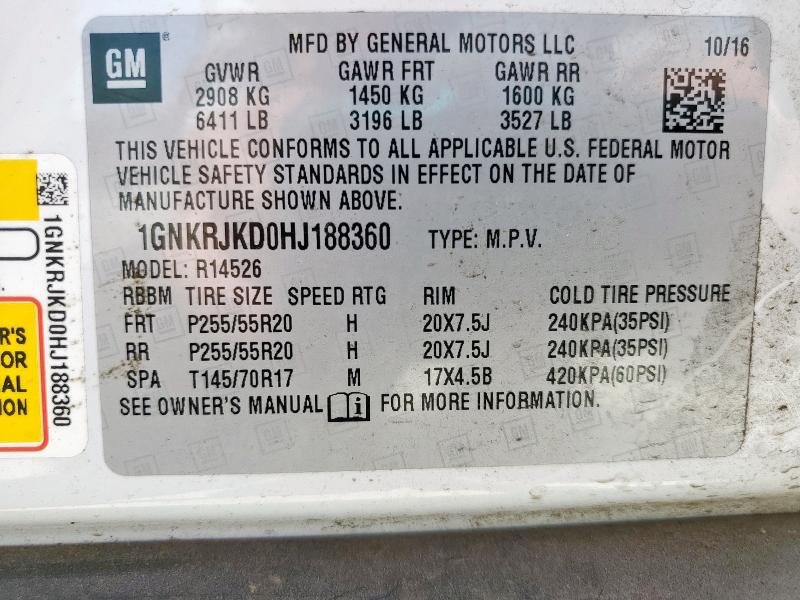 GM
MFD BY GENERAL MOTORS LLC 10/16
GVWR GAWR FRT GAWR RR
2908 KG 1450 KG 1600 KG
6411 LB 3196 LB 3527 LB
THIS VEHICLE CONFORMS TO ALL APPLICABLE U.S. FEDERAL MOTOR
VEHICLE SAFETY STANDARDS IN EFFECT ON THE DATE OF
MANUFACTURE SHOWN ABOVE.
1GNKRJKD0HJ188360 TYPE: M.P.V.
MODEL: R14526
RBBM TIRE SIZE SPEED RTG RIM COLD TIRE PRESSURE
FRT P255/55R20 H 20X7.5J 240KPA(35PSI)
RR P255/55R20 H 20X7.5J 240KPA(35PSI)
SPA T145/70R17 M 17X4.5B 420KPA(60PSI)
SEE OWNER'S MANUAL i FOR MORE INFORMATION.
1GNKRJKD0HJ188360
R'S
OR
AL
ION